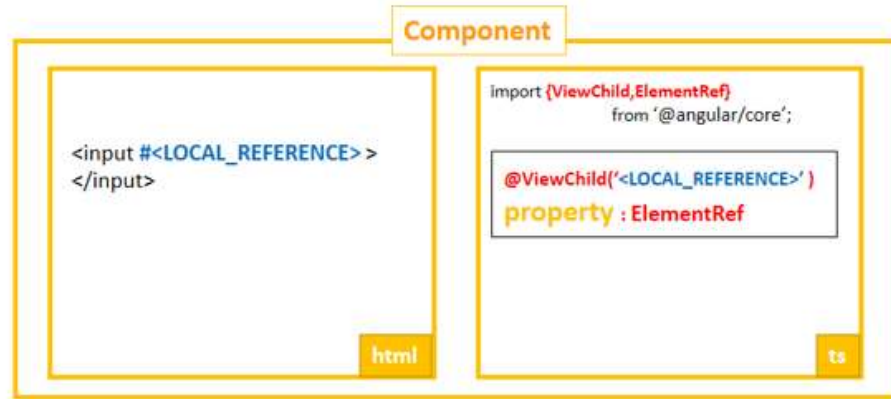 Component
<input #<LOCAL_REFERENCE> >
</input>
html
import {ViewChild,ElementRef}
from ‘@angular/core’;
@ViewChild(‘<LOCAL_REFERENCE>’ )
property : ElementRef
ts